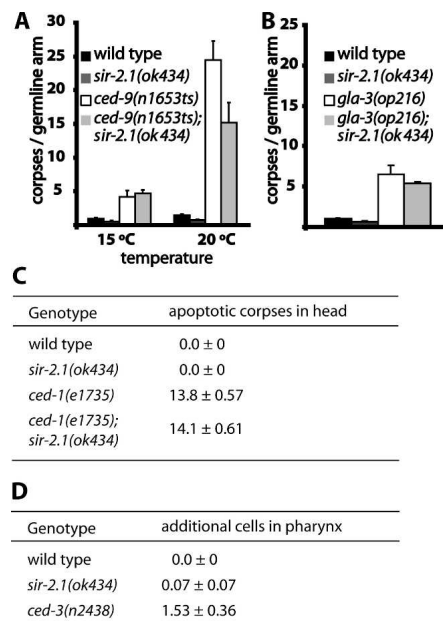 A
corpses / germline arm
30
25
20
15
10
5
wild type
sir-2.1(ok434)
ced-9(n1653ts)
ced-9(n1653ts);
sir-2.1(ok434)
15 ºC
20 ºC
temperature
B
corpses / germline arm
25
20
15
10
5
wild type
sir-2.1(ok434)
gla-3(op216)
gla-3(op216);
sir-2.1(ok434)
C
Genotype apoptotic corpses in head
wild type 0.0 ± 0
sir-2.1(ok434) 0.0 ± 0
ced-1(e1735) 13.8 ± 0.57
ced-1(e1735);
sir-2.1(ok434) 14.1 ± 0.61
D
Genotype additional cells in pharynx
wild type 0.0 ± 0
sir-2.1(ok434) 0.07 ± 0.07
ced-3(n2438) 1.53 ± 0.36